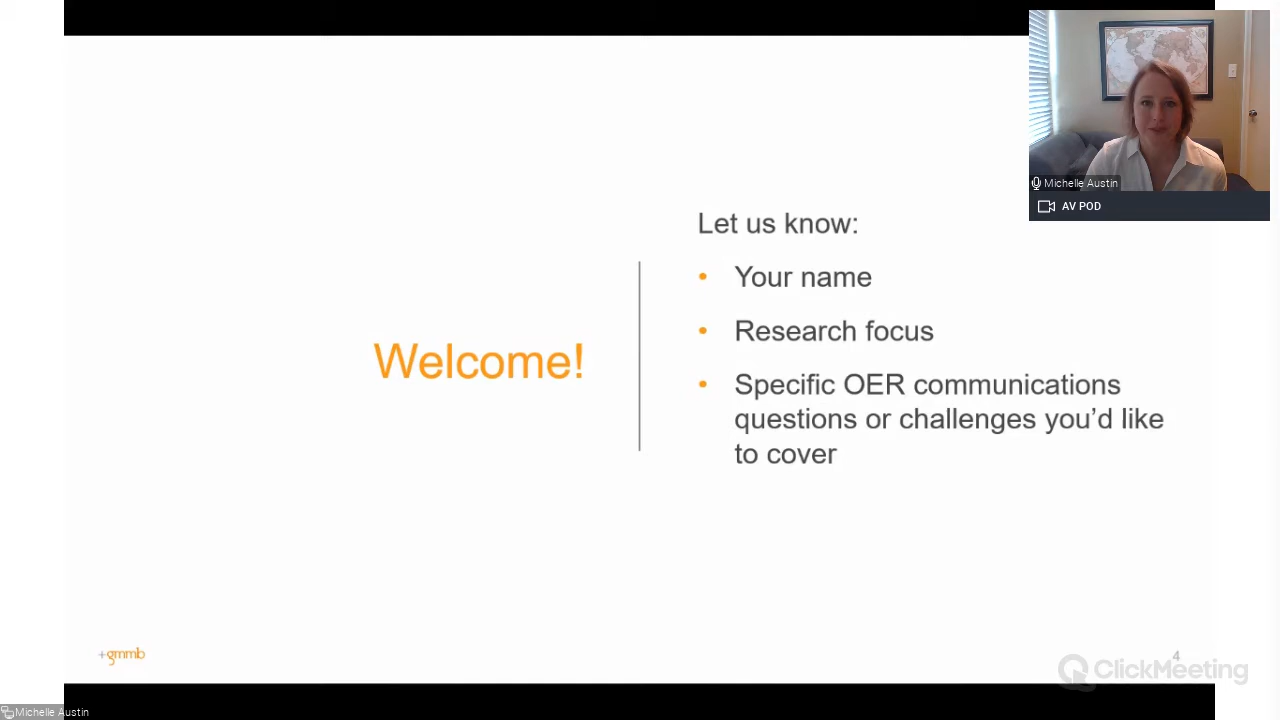 Let us know:
• Your name
• Research focus
Welcome!
• Specific OER communications
questions or challenges you'd like
to cover
+gmmb
4
ClickMeeting
Michelle Austin
AV POD
Michelle Austin